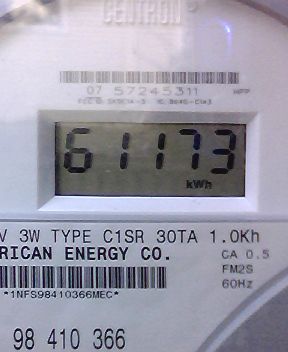 CENTRON
07 57245311 MPP
61173
kWh
V 3W TYPE C1SR 30TA 1.0Kh
RICAN ENERGY CO. CA 0.5
FM2S
*1NFS98410366MEC* 60Hz
98 410 366